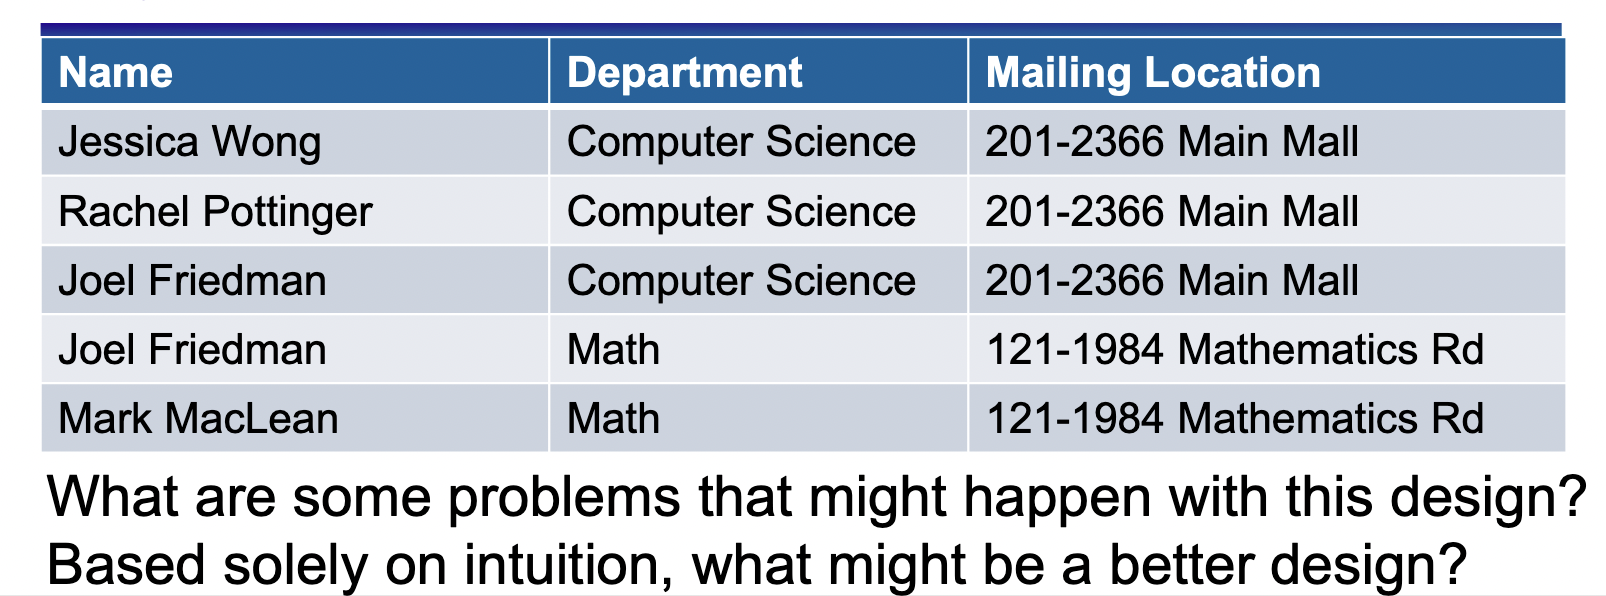 Name Department Mailing Location
Jessica Wong Computer Science 201-2366 Main Mall
Rachel Pottinger Computer Science 201-2366 Main Mall
Joel Friedman Computer Science 201-2366 Main Mall
Joel Friedman Math 121-1984 Mathematics Rd
Mark MacLean Math 121-1984 Mathematics Rd
What are some problems that might happen with this design?
Based solely on intuition, what might be a better design?